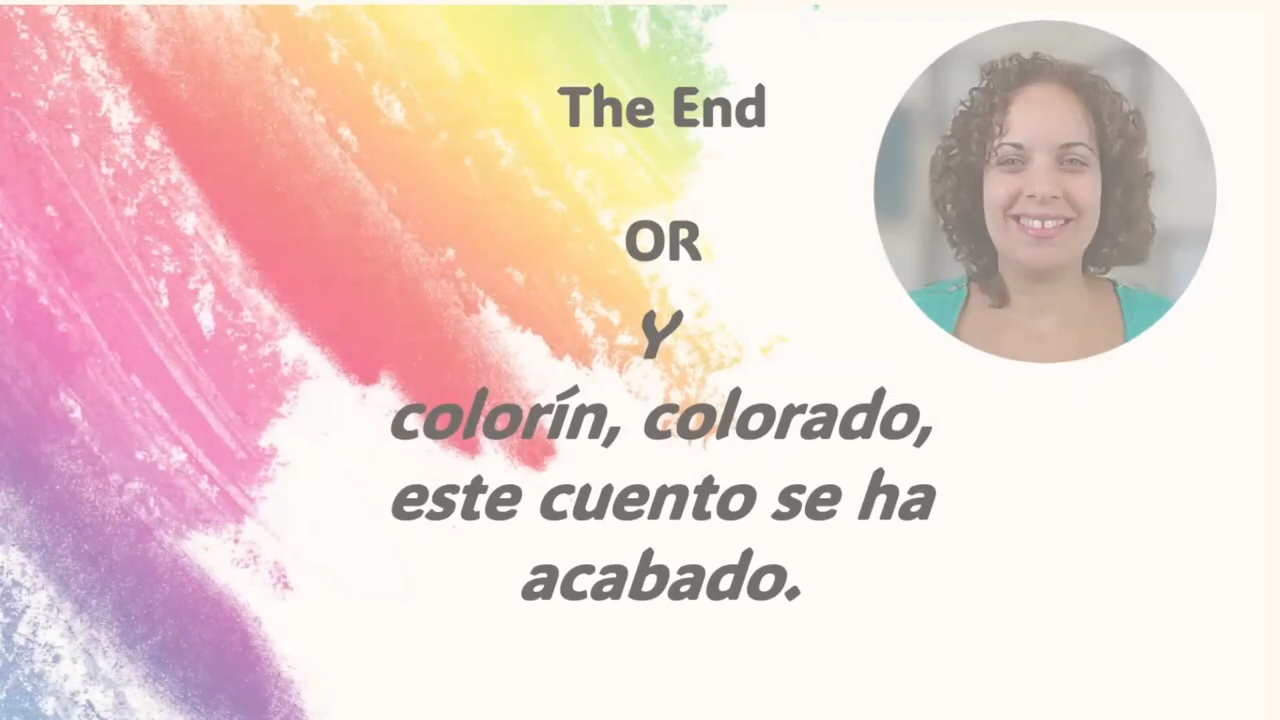 The End
OR
Y
colorín, colorado,
este cuento se ha
acabado.